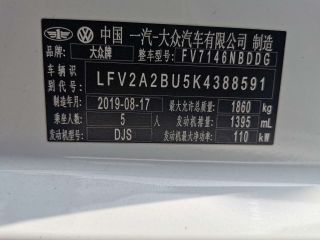 中国 一汽-大众汽车有限公司 制造
品牌 大众牌 整车型号 FV7146NBDDG
车辆识别代号 LFV2A2BU5K4388591
制造年月 2019-08-17 最大允许总质量 1860 kg
乘坐人数 5 人 发动机排量 1395 mL
发动机型号 DJS 发动机最大净功率 110 kW